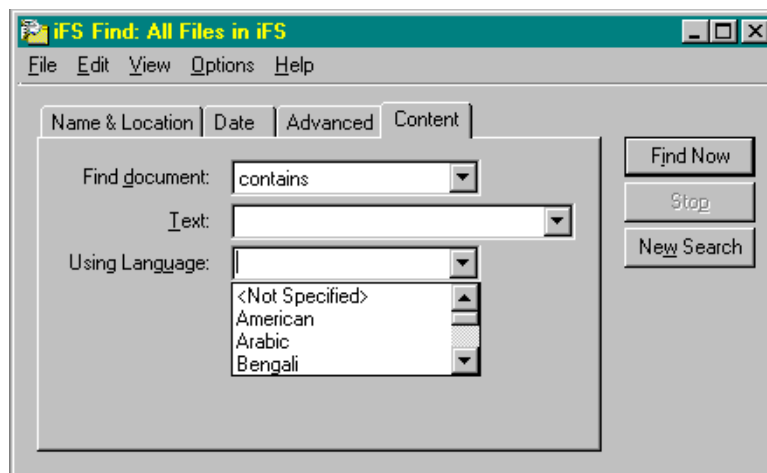 iFS Find: All Files in iFS
File Edit View Options Help
Name & Location Date Advanced Content
Find document: contains
Text:
Using Language:
<Not Specified>
American
Arabic
Bengali
Find Now
Stop
New Search